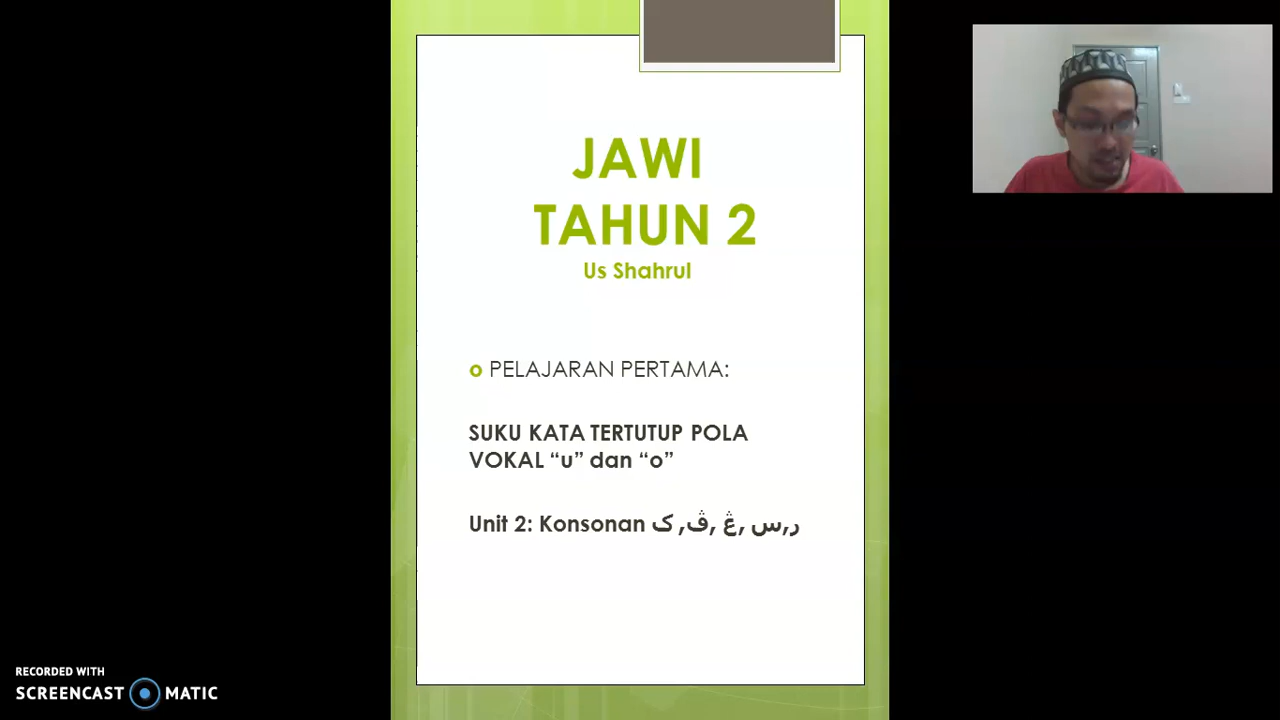 JAWI
TAHUN 2
Us Shahrul
PELAJARAN PERTAMA:
SUKU KATA TERTUTUP POLA
VOKAL “u” dan “o”
Unit 2: Konsonan ر,س ,ڠ ,ڤ, ک
RECORDED WITH
SCREENCAST MATIC